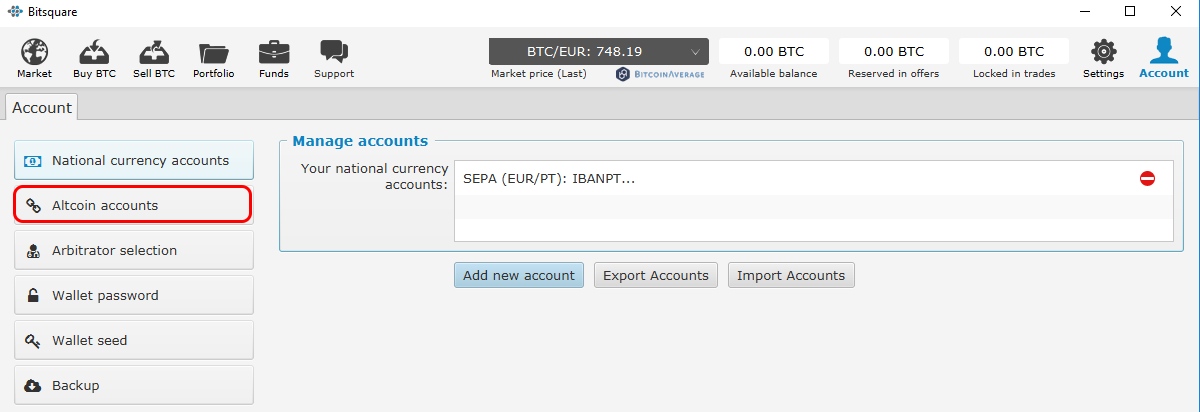 Bitsquare
BTC/EUR: 748.19
0.00 BTC
0.00 BTC
0.00 BTC
Market
Buy BTC
Sell BTC
Portfolio
Funds
Support
Market price (Last)
BITCOINAVERAGE
Available balance
Reserved in offers
Locked in trades
Settings
Account
Account
National currency accounts
Altcoin accounts
Arbitrator selection
Wallet password
Wallet seed
Backup
Manage accounts
Your national currency
accounts:
SEPA (EUR/PT): IBANPT...
Add new account
Export Accounts
Import Accounts